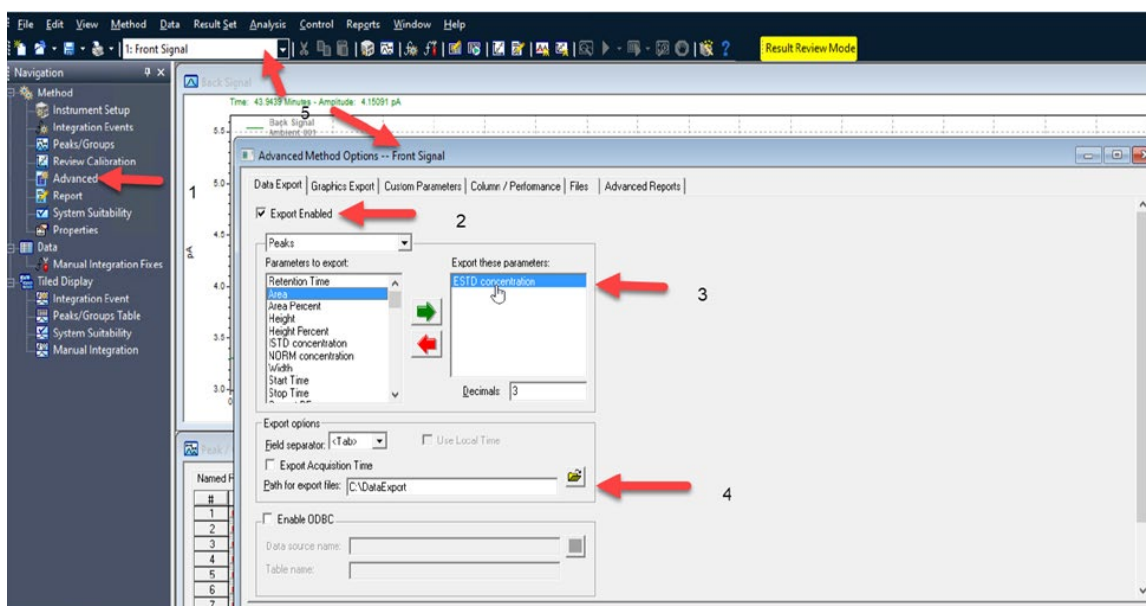 File Edit View Method Data Result Set Analysis Control Reports Window Help
1: Front Signal
Result Review Mode
Navigation
Method
Instrument Setup
Integration Events
Peaks/Groups
Review Calibration
Advanced
Report
System Suitability
Properties
Data
Manual Integration Fixes
Tiled Display
Integration Event
Peaks/Groups Table
System Suitability
Manual Integration
1
Back Signal
Time: 43.9439 Minutes - Amplitude: 4.15091 pA
5
Back Signal
Ambient 001
5.5
5.0
4.5
pA
4.0
3.5
3.0
0
Advanced Method Options -- Front Signal
Data Export Graphics Export Custom Parameters Column / Perfomance Files Advanced Reports
Export Enabled
2
Peaks
Parameters to export:
Retention Time
Area
Area Percent
Height
Height Percent
ISTD concentraton
NORM concentration
Width
Start Time
Stop Time
Export these parameters:
ESTD concentration
3
Decimals: 3
Export options
Field separator: <Tab>
Use Local Time
Export Acquistion Time
Path for export files: C:\DataExport
4
Enable ODBC
Data source name:
Table name:
Peak /
Named
#
1
2
3
4
5
6
7